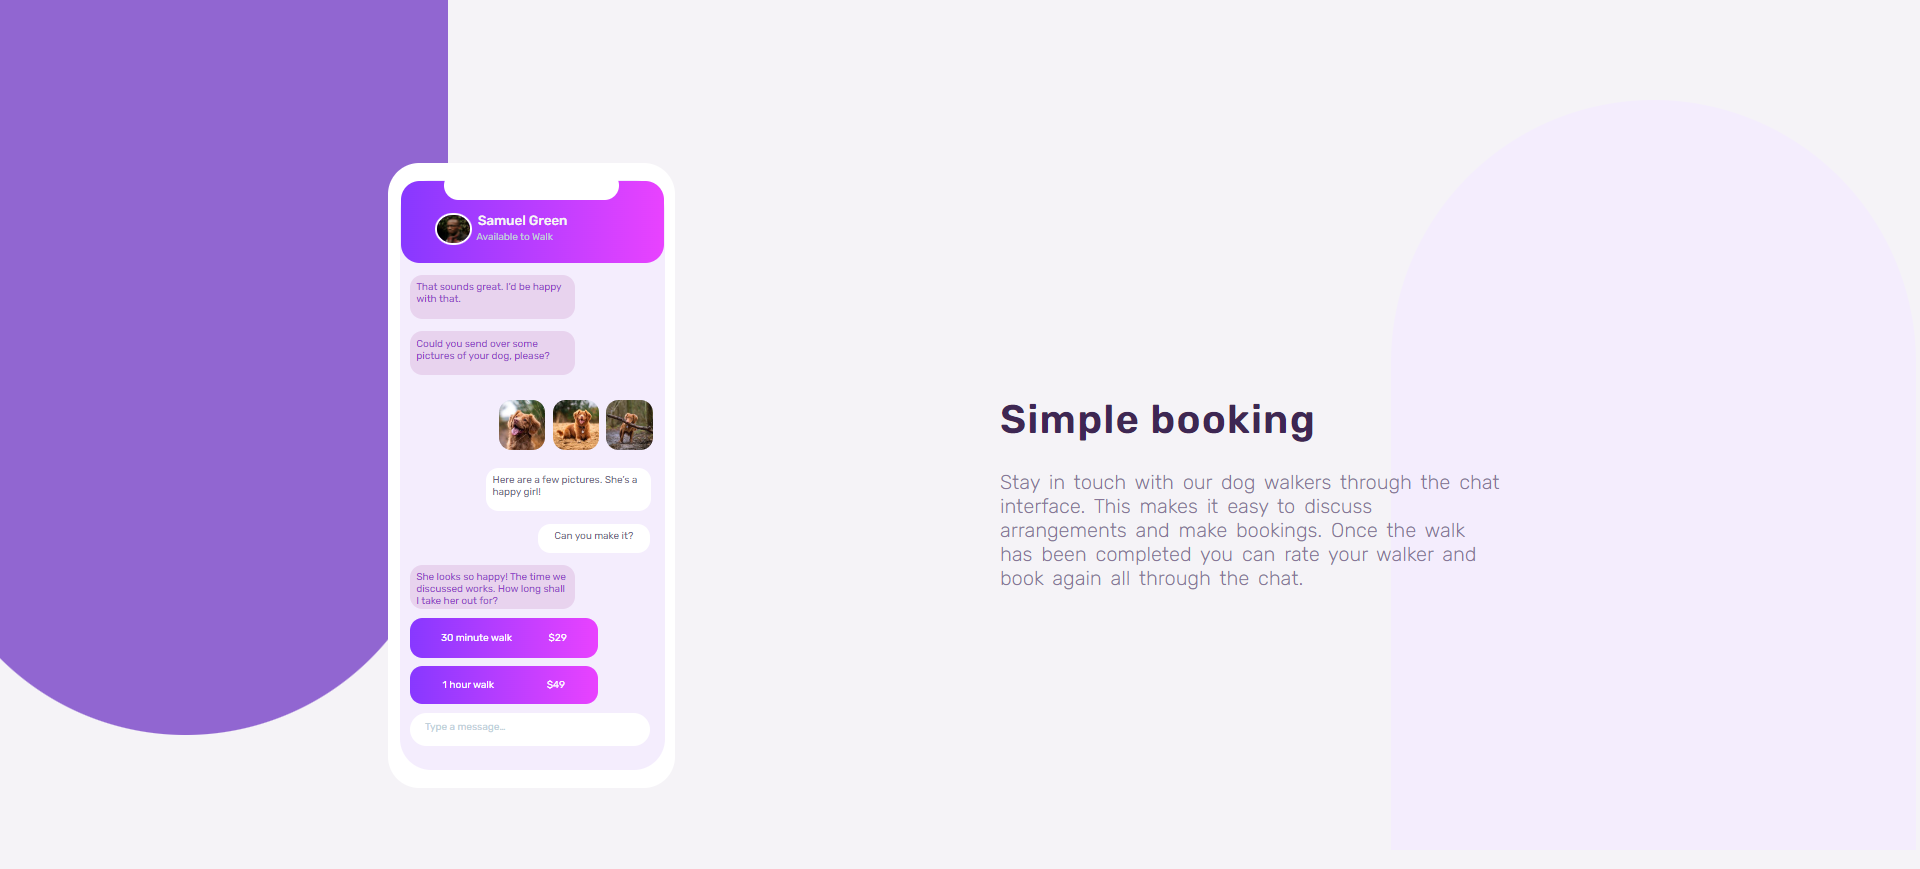 Samuel Green
Available to Walk
That sounds great. I'd be happy
with that.
Could you send over some
pictures of your dog, please?
Here are a few pictures. She's a
happy girl!
Can you make it?
She looks so happy! The time we
discussed works. How long shall
I take her out for?
30 minute walk $29
1 hour walk $49
Type a message...
Simple booking
Stay in touch with our dog walkers through the chat
interface. This makes it easy to discuss
arrangements and make bookings. Once the walk
has been completed you can rate your walker and
book again all through the chat.